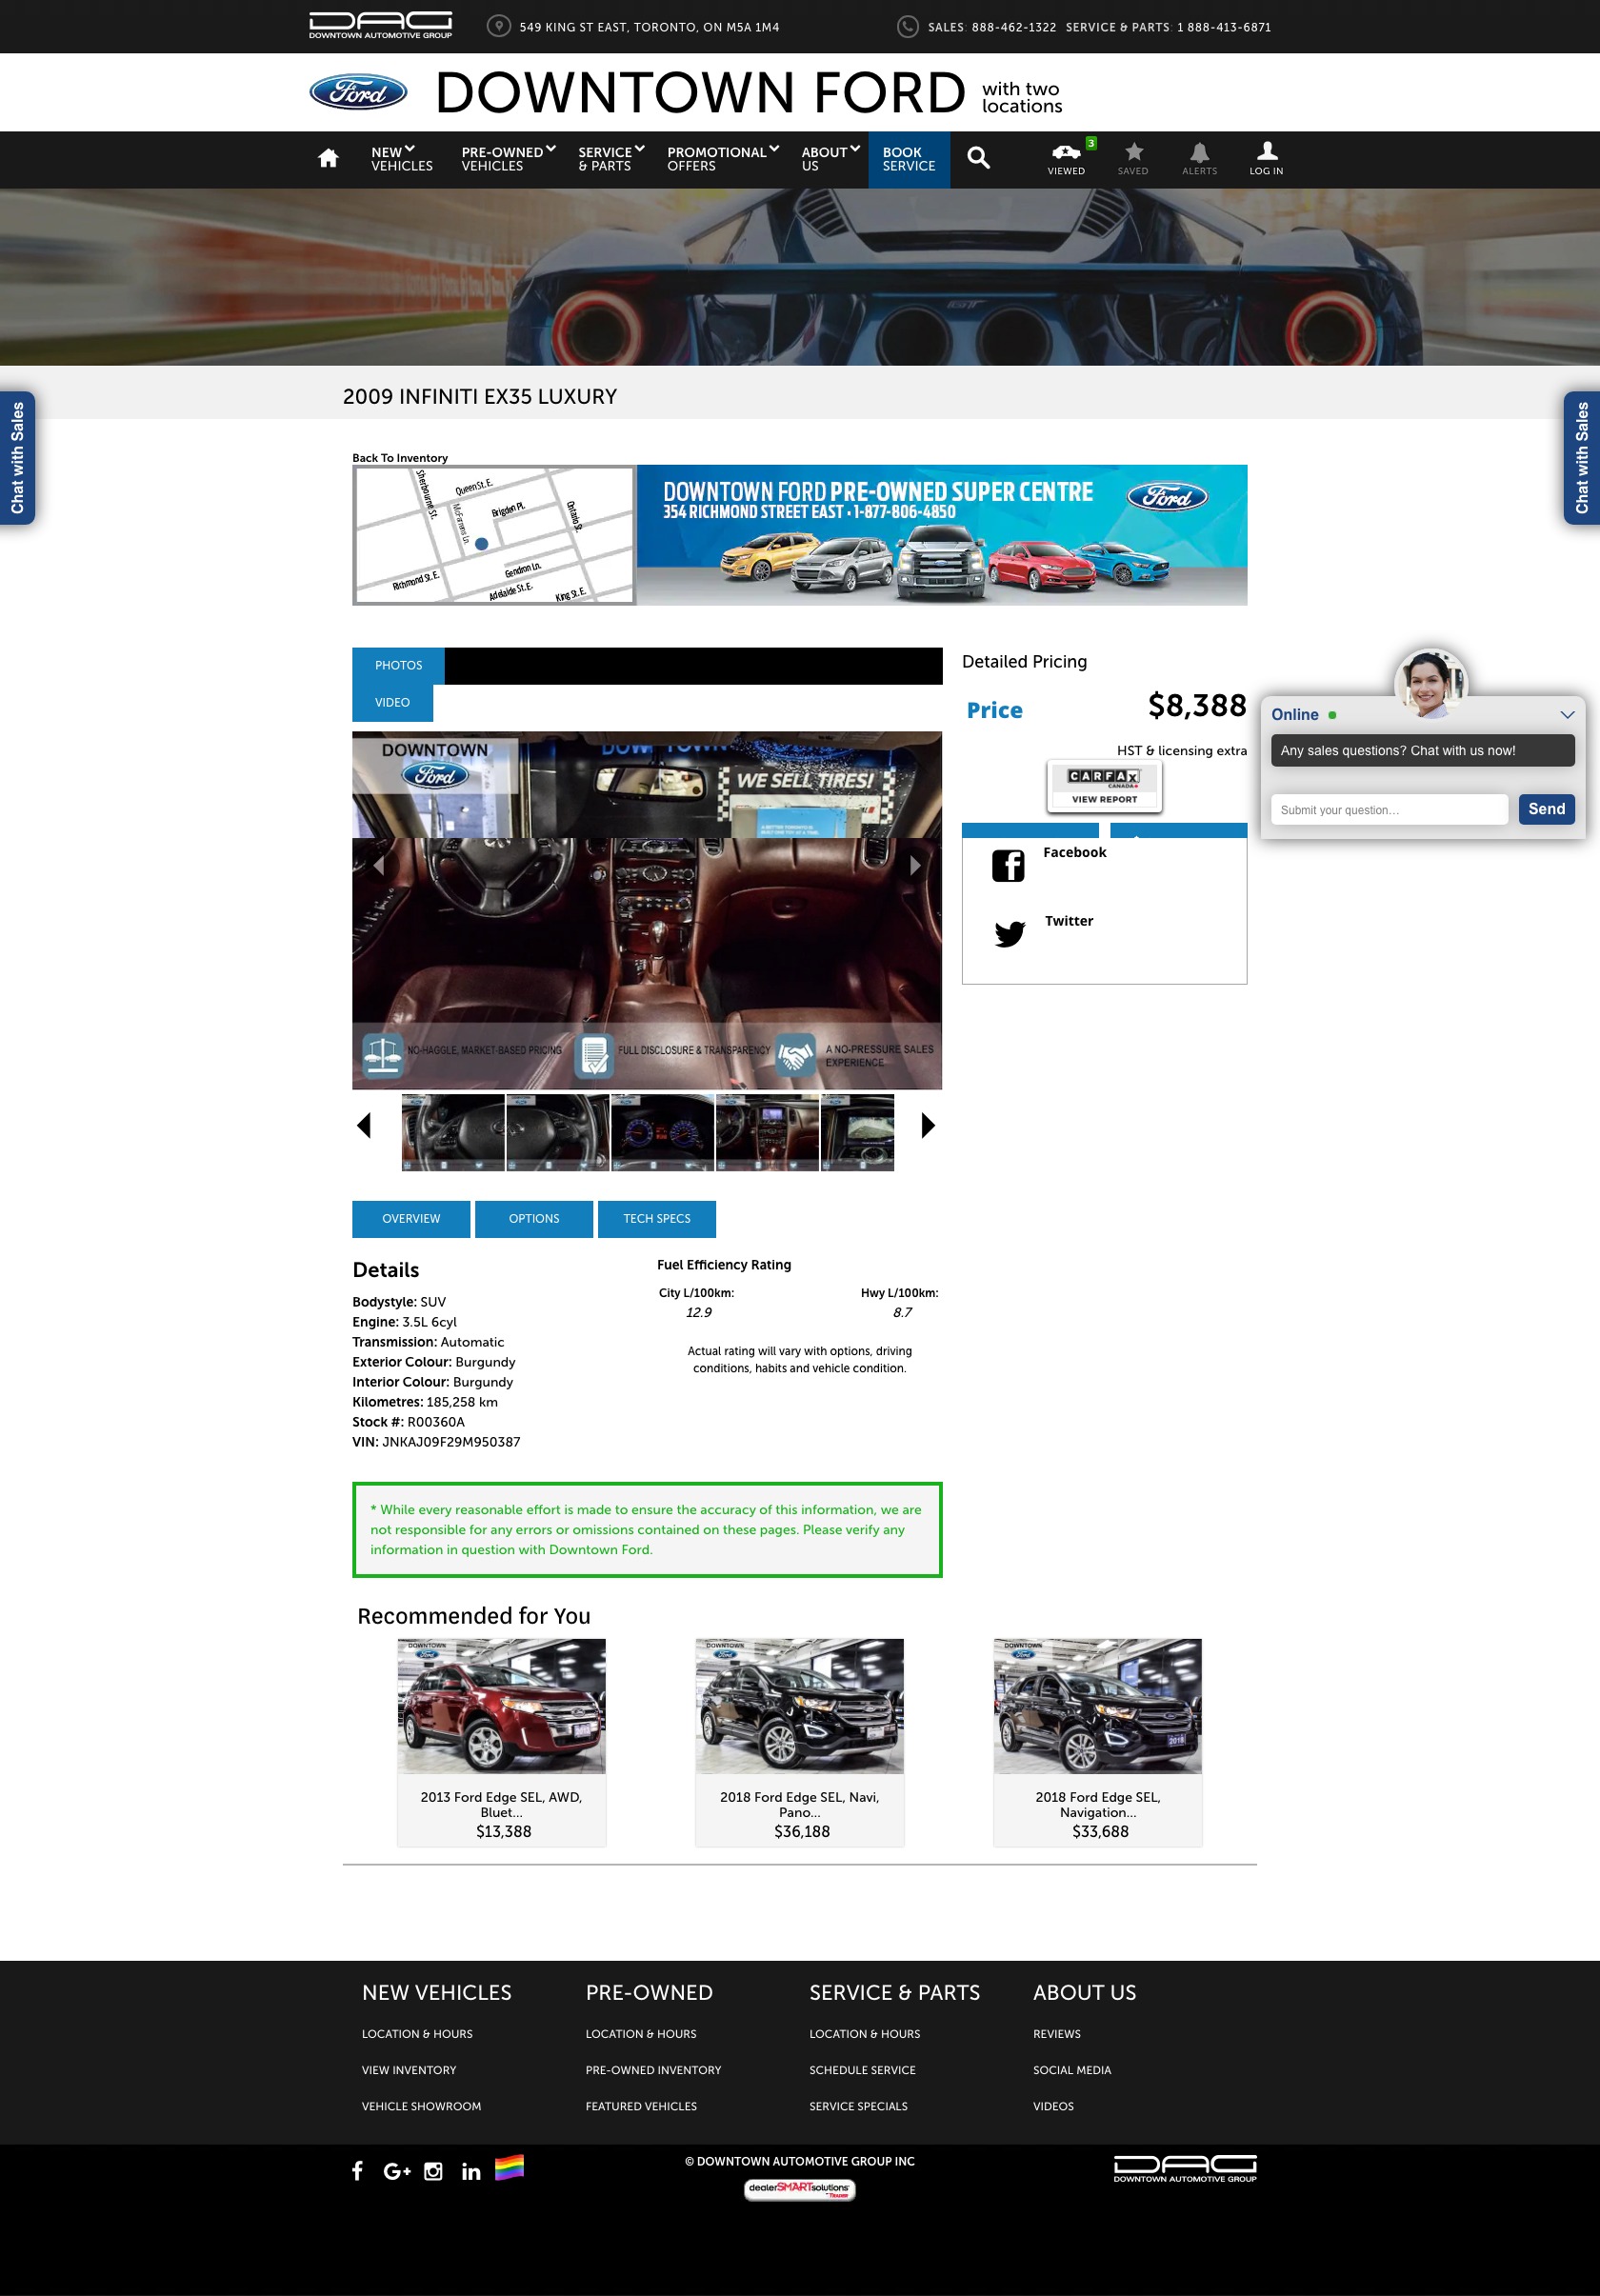 DAG
DOWNTOWN AUTOMOTIVE GROUP
549 KING ST EAST, TORONTO, ON M5A 1M4
SALES: 888-462-1322 SERVICE & PARTS: 1 888-413-6871
Ford
DOWNTOWN FORD
with two
locations
NEW
VEHICLES
PRE-OWNED
VEHICLES
SERVICE
& PARTS
PROMOTIONAL
OFFERS
ABOUT
US
BOOK
SERVICE
3
VIEWED
SAVED
ALERTS
LOG IN
2009 INFINITI EX35 LUXURY
Chat with Sales
Chat with Sales
Back To Inventory
Sherbourne St.
Queen St. E.
McFarrens Ln.
Brigden Pl.
Ontario St.
Richmond St. E.
Gendron Ln.
Adelaide St. E.
King St. E.
DOWNTOWN FORD PRE-OWNED SUPER CENTRE
354 RICHMOND STREET EAST • 1-877-806-4850
Ford
PHOTOS
VIDEO
Detailed Pricing
Price
$8,388
HST & licensing extra
CARFAX
CANADA
VIEW REPORT
Online
Any sales questions? Chat with us now!
Submit your question...
Send
DOWNTOWN
Ford
WE SELL TIRES!
Facebook
Twitter
NO-HAGGLE, MARKET-BASED PRICING
FULL DISCLOSURE & TRANSPARENCY
A NO-PRESSURE SALES
EXPERIENCE
OVERVIEW
OPTIONS
TECH SPECS
Details
Bodystyle: SUV
Engine: 3.5L 6cyl
Transmission: Automatic
Exterior Colour: Burgundy
Interior Colour: Burgundy
Kilometres: 185,258 km
Stock #: R00360A
VIN: JNKAJ09F29M950387
Fuel Efficiency Rating
City L/100km:
12.9
Hwy L/100km:
8.7
Actual rating will vary with options, driving
conditions, habits and vehicle condition.
* While every reasonable effort is made to ensure the accuracy of this information, we are
not responsible for any errors or omissions contained on these pages. Please verify any
information in question with Downtown Ford.
Recommended for You
DOWNTOWN
Ford
2013 Ford Edge SEL, AWD,
Bluet...
$13,388
DOWNTOWN
Ford
2018 Ford Edge SEL, Navi,
Pano...
$36,188
DOWNTOWN
Ford
2018
2018 Ford Edge SEL,
Navigation...
$33,688
NEW VEHICLES
LOCATION & HOURS
VIEW INVENTORY
VEHICLE SHOWROOM
PRE-OWNED
LOCATION & HOURS
PRE-OWNED INVENTORY
FEATURED VEHICLES
SERVICE & PARTS
LOCATION & HOURS
SCHEDULE SERVICE
SERVICE SPECIALS
ABOUT US
REVIEWS
SOCIAL MEDIA
VIDEOS
© DOWNTOWN AUTOMOTIVE GROUP INC
dealerSMARTsolutions
DAG
DOWNTOWN AUTOMOTIVE GROUP